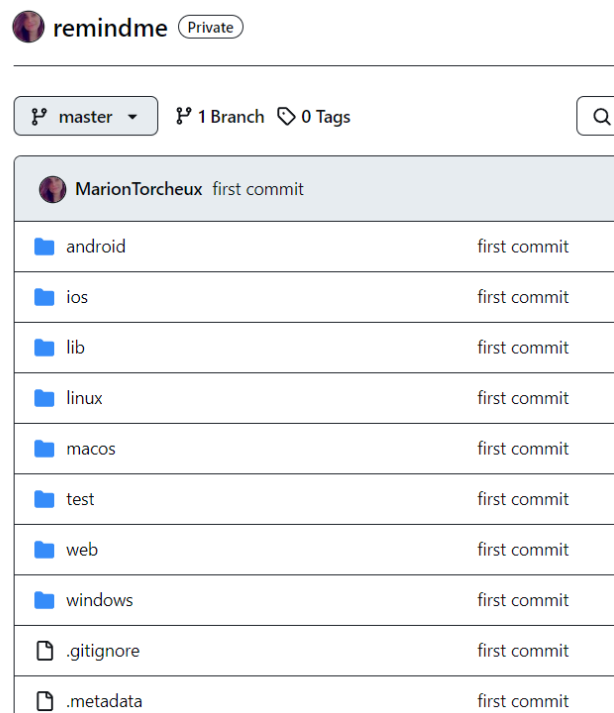 remindme Private
master 1 Branch 0 Tags
MarionTorcheux first commit
android first commit
ios first commit
lib first commit
linux first commit
macos first commit
test first commit
web first commit
windows first commit
.gitignore first commit
.metadata first commit